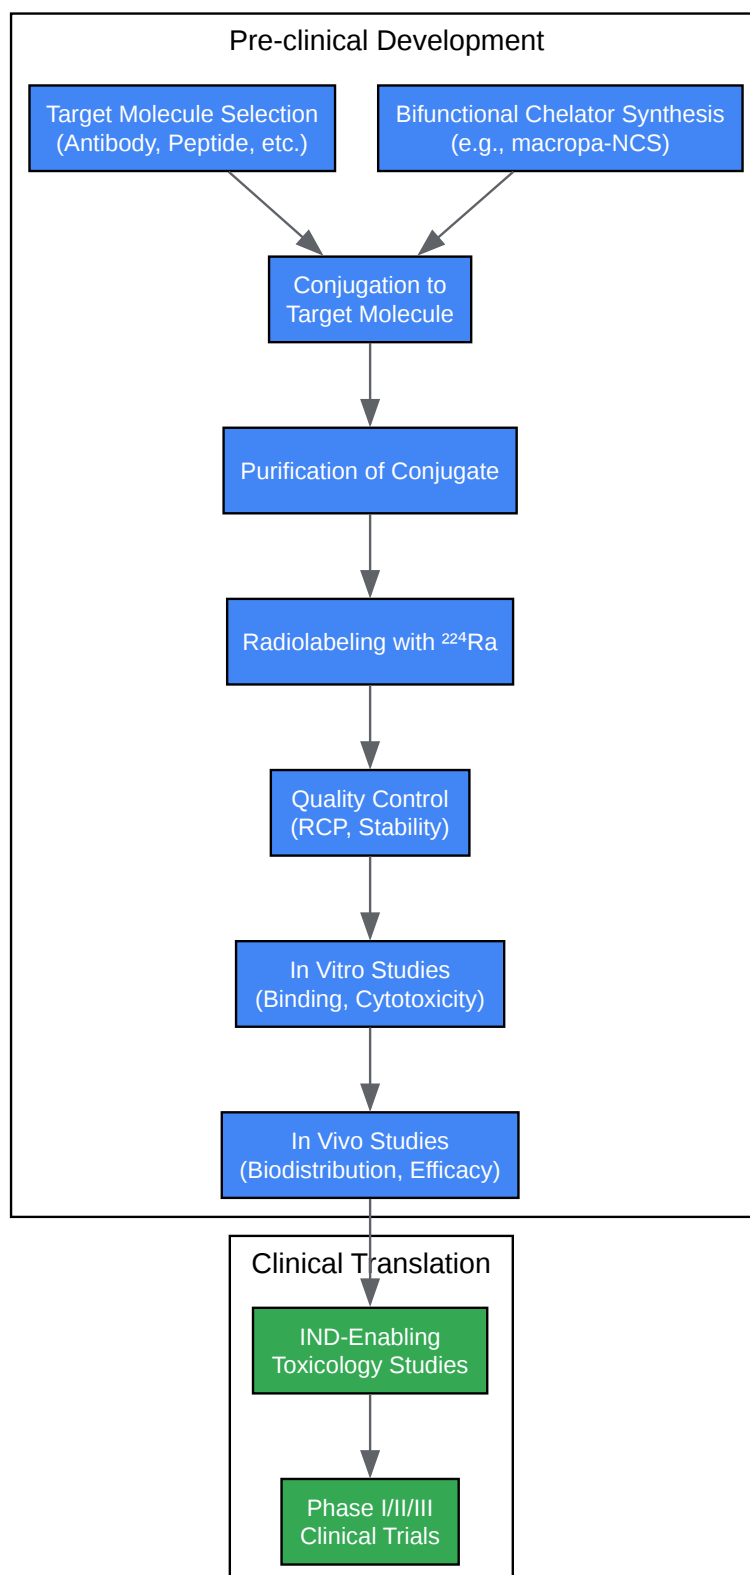 Pre-clinical Development
Target Molecule Selection
(Antibody, Peptide, etc.)
Bifunctional Chelator Synthesis
(e.g., macropa-NCS)
Conjugation to
Target Molecule
Purification of Conjugate
Radiolabeling with ²²⁴Ra
Quality Control
(RCP, Stability)
In Vitro Studies
(Binding, Cytotoxicity)
In Vivo Studies
(Biodistribution, Efficacy)
Clinical Translation
IND-Enabling
Toxicology Studies
Phase I/II/III
Clinical Trials